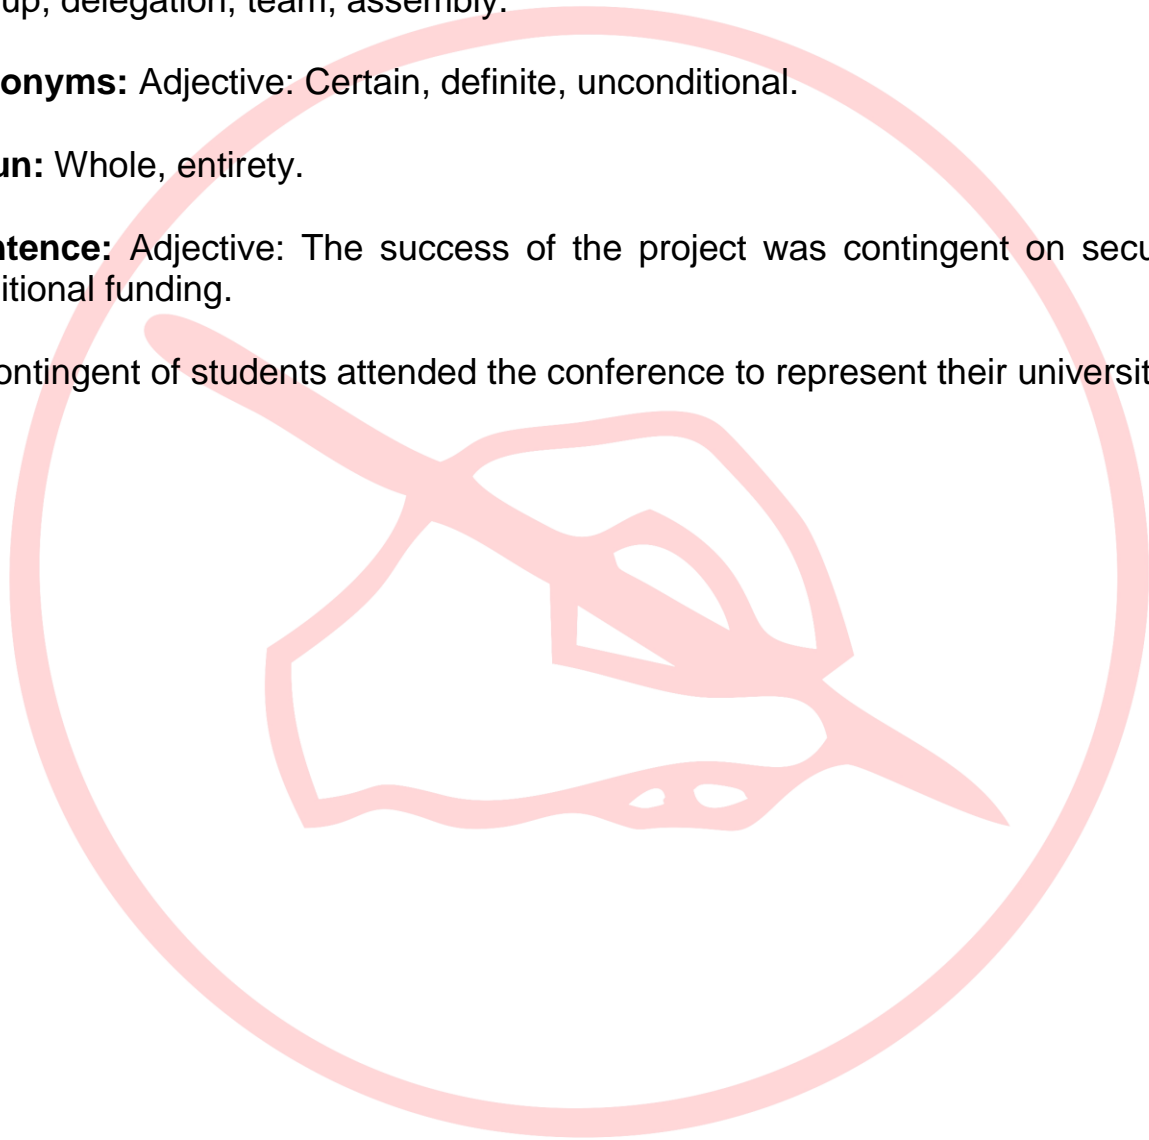 up, delegation, team, assembly.
onyms: Adjective: Certain, definite, unconditional.
un: Whole, entirety.
ntence: Adjective: The success of the project was contingent on secu
itional funding.
ontingent of students attended the conference to represent their universit